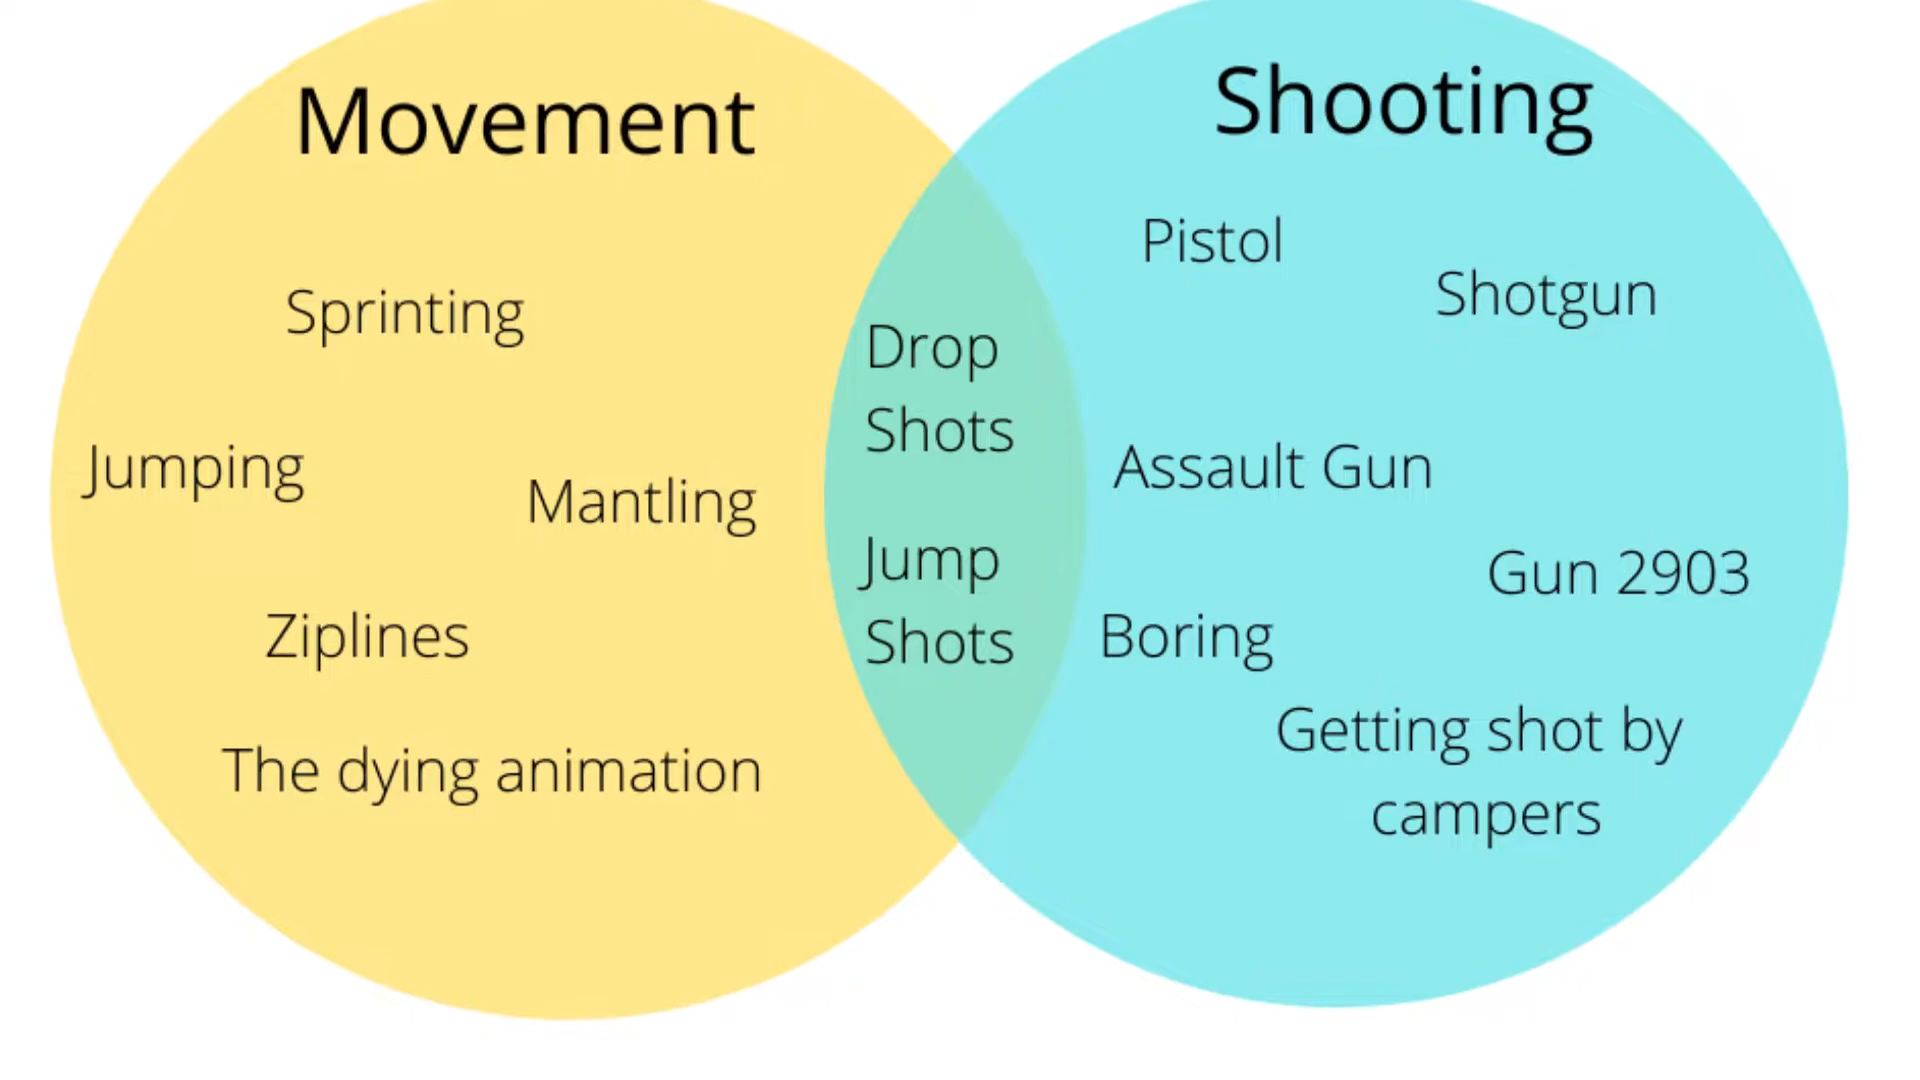 Movement
Sprinting
Jumping
Mantling
Ziplines
The dying animation
Drop
Shots
Jump
Shots
Shooting
Pistol
Shotgun
Assault Gun
Gun 2903
Boring
Getting shot by
campers